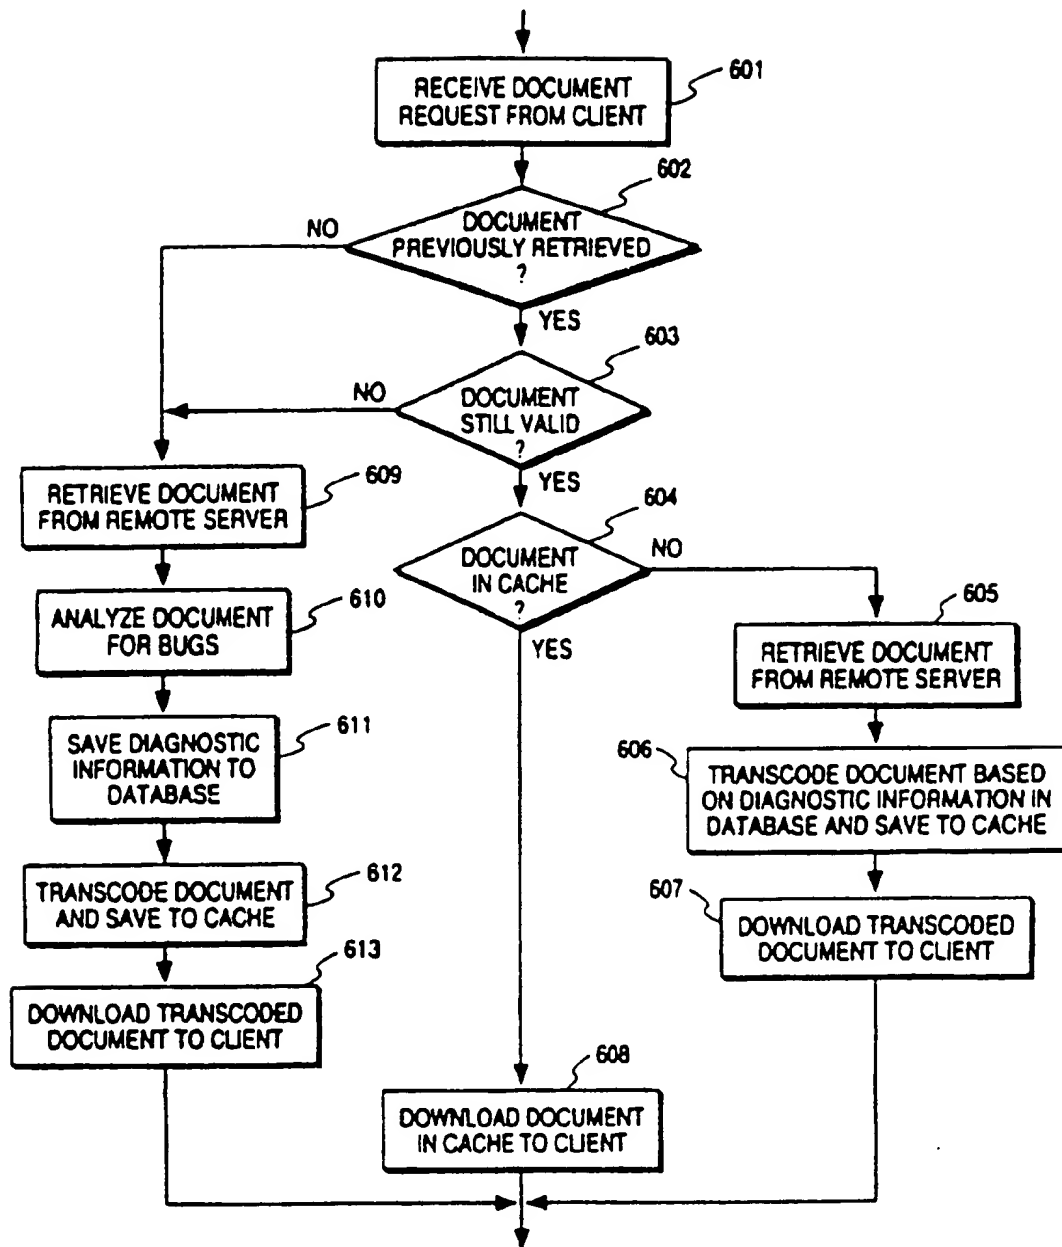 RECEIVE DOCUMENT
REQUEST FROM CLIENT
601
602
DOCUMENT
PREVIOUSLY RETRIEVED
?
NO
YES
603
DOCUMENT
STILL VALID
?
NO
YES
604
DOCUMENT
IN CACHE
?
NO
YES
605
RETRIEVE DOCUMENT
FROM REMOTE SERVER
606
TRANSCODE DOCUMENT BASED
ON DIAGNOSTIC INFORMATION IN
DATABASE AND SAVE TO CACHE
607
DOWNLOAD TRANSCODED
DOCUMENT TO CLIENT
608
DOWNLOAD DOCUMENT
IN CACHE TO CLIENT
609
RETRIEVE DOCUMENT
FROM REMOTE SERVER
610
ANALYZE DOCUMENT
FOR BUGS
611
SAVE DIAGNOSTIC
INFORMATION TO
DATABASE
612
TRANSCODE DOCUMENT
AND SAVE TO CACHE
613
DOWNLOAD TRANSCODED
DOCUMENT TO CLIENT